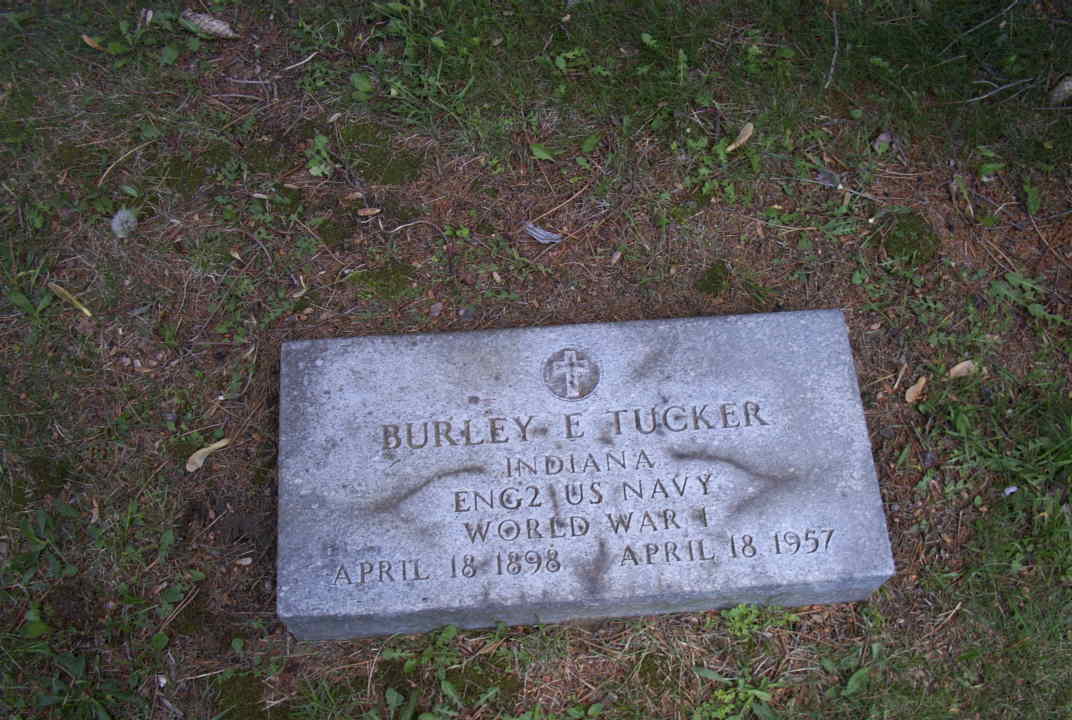 BURLEY E TUCKER
INDIANA
ENG2 US NAVY
WORLD WAR I
APRIL 18 1898 APRIL 18 1957